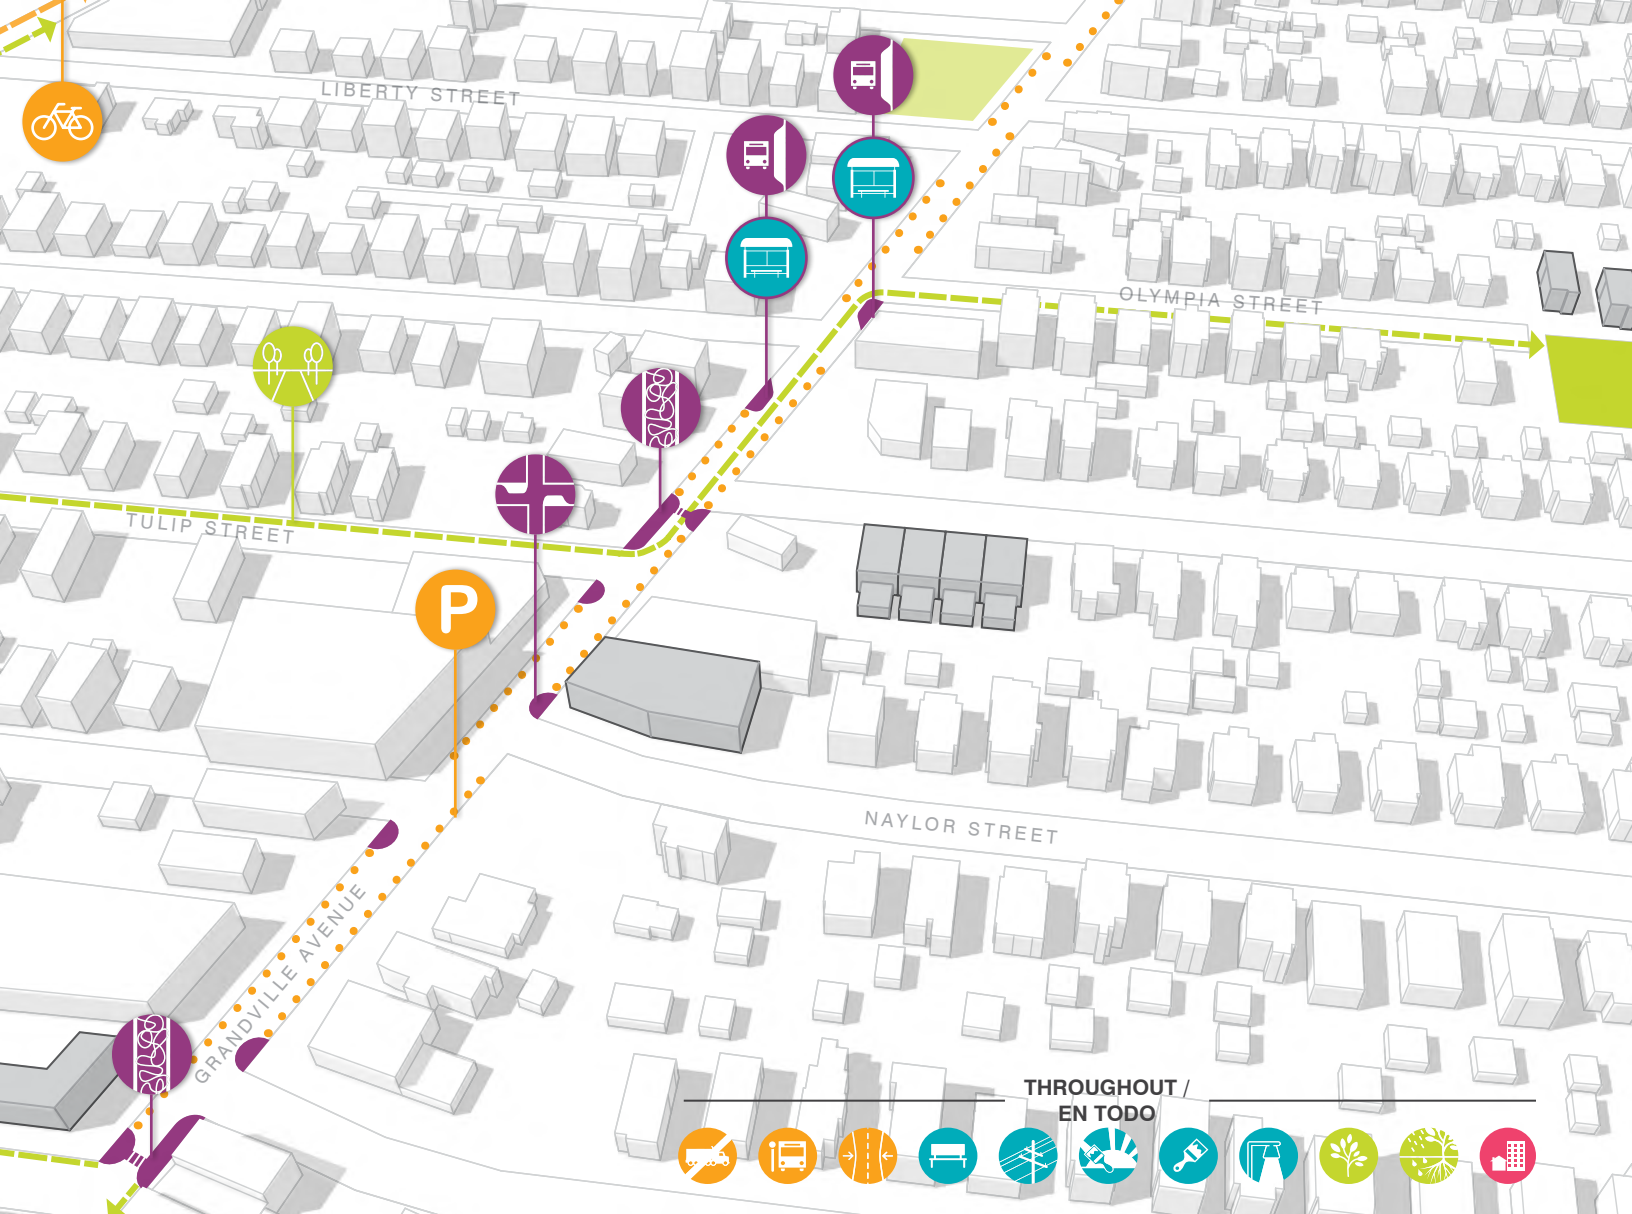 LIBERTY STREET
OLYMPIA STREET
TULIP STREET
P
NAYLOR STREET
GRANDVILLE AVENUE
THROUGHOUT /
EN TODO